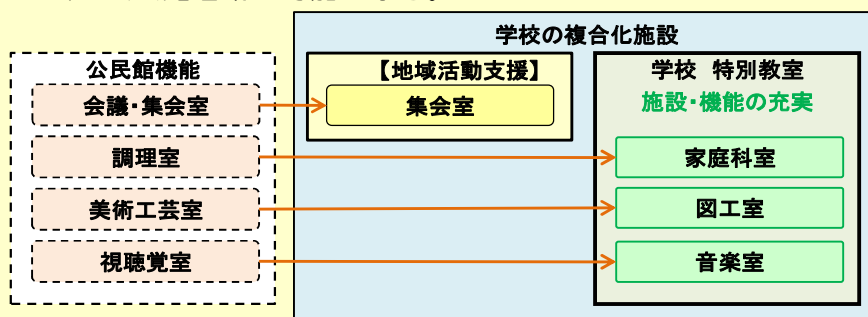 学校の複合化施設
公民館機能
会議・集会室
調理室
美術工芸室
視聴覚室
【地域活動支援】
集会室
学校 特別教室
施設・機能の充実
家庭科室
図工室
音楽室